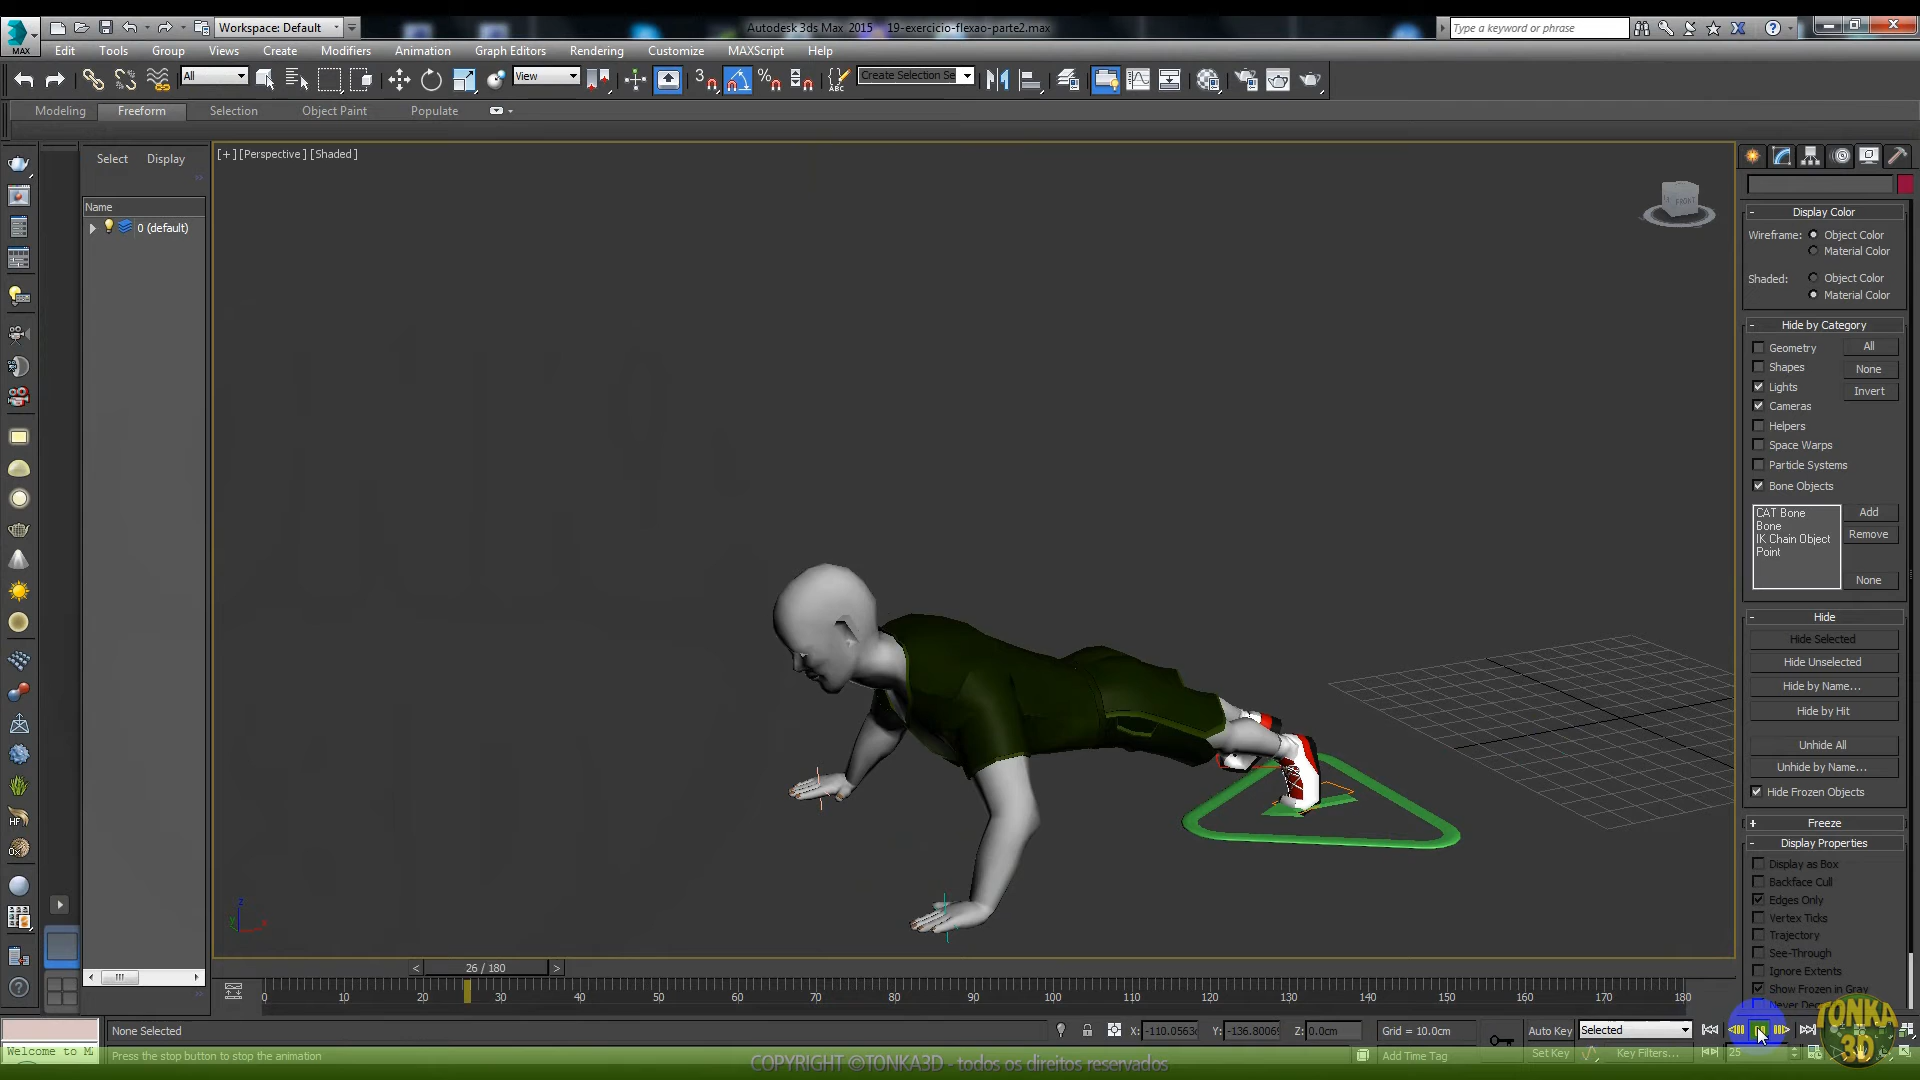 Workspace: Default
Autodesk 3ds Max 2015 19-exercicio-flexao-parte2.max
Type a keyword or phrase
MAX
Edit Tools Group Views Create Modifiers Animation Graph Editors Rendering Customize MAXScript Help
All
View
Create Selection Se
ABC
Modeling Freeform Selection Object Paint Populate
Select Display
[+] [Perspective] [Shaded]
Name
0 (default)
FRONT
Display Color
Wireframe: Object Color
Material Color
Shaded: Object Color
Material Color
Hide by Category
Geometry All
Shapes None
Lights Invert
Cameras
Helpers
Space Warps
Particle Systems
Bone Objects
CAT Bone Add
Bone Remove
IK Chain Object
Point
None
Hide
Hide Selected
Hide Unselected
Hide by Name...
Hide by Hit
Unhide All
Unhide by Name...
Hide Frozen Objects
Freeze
Display Properties
Display as Box
Backface Cull
Edges Only
Vertex Ticks
Trajectory
See-Through
Ignore Extents
Show Frozen in Gray
z
y x
HF
< 26 / 180 >
0 10 20 30 40 50 60 70 80 90 100 110 120 130 140 150 160 170 180
None Selected
X: -110.0563 Y: -136.8006 Z: 0.0cm Grid = 10.0cm Auto Key Selected
Welcome to M
Press the stop button to stop the animation
Add Time Tag Set Key Key Filters... 25
COPYRIGHT ©TONKA3D - todos os direitos reservados
TONKA
3D